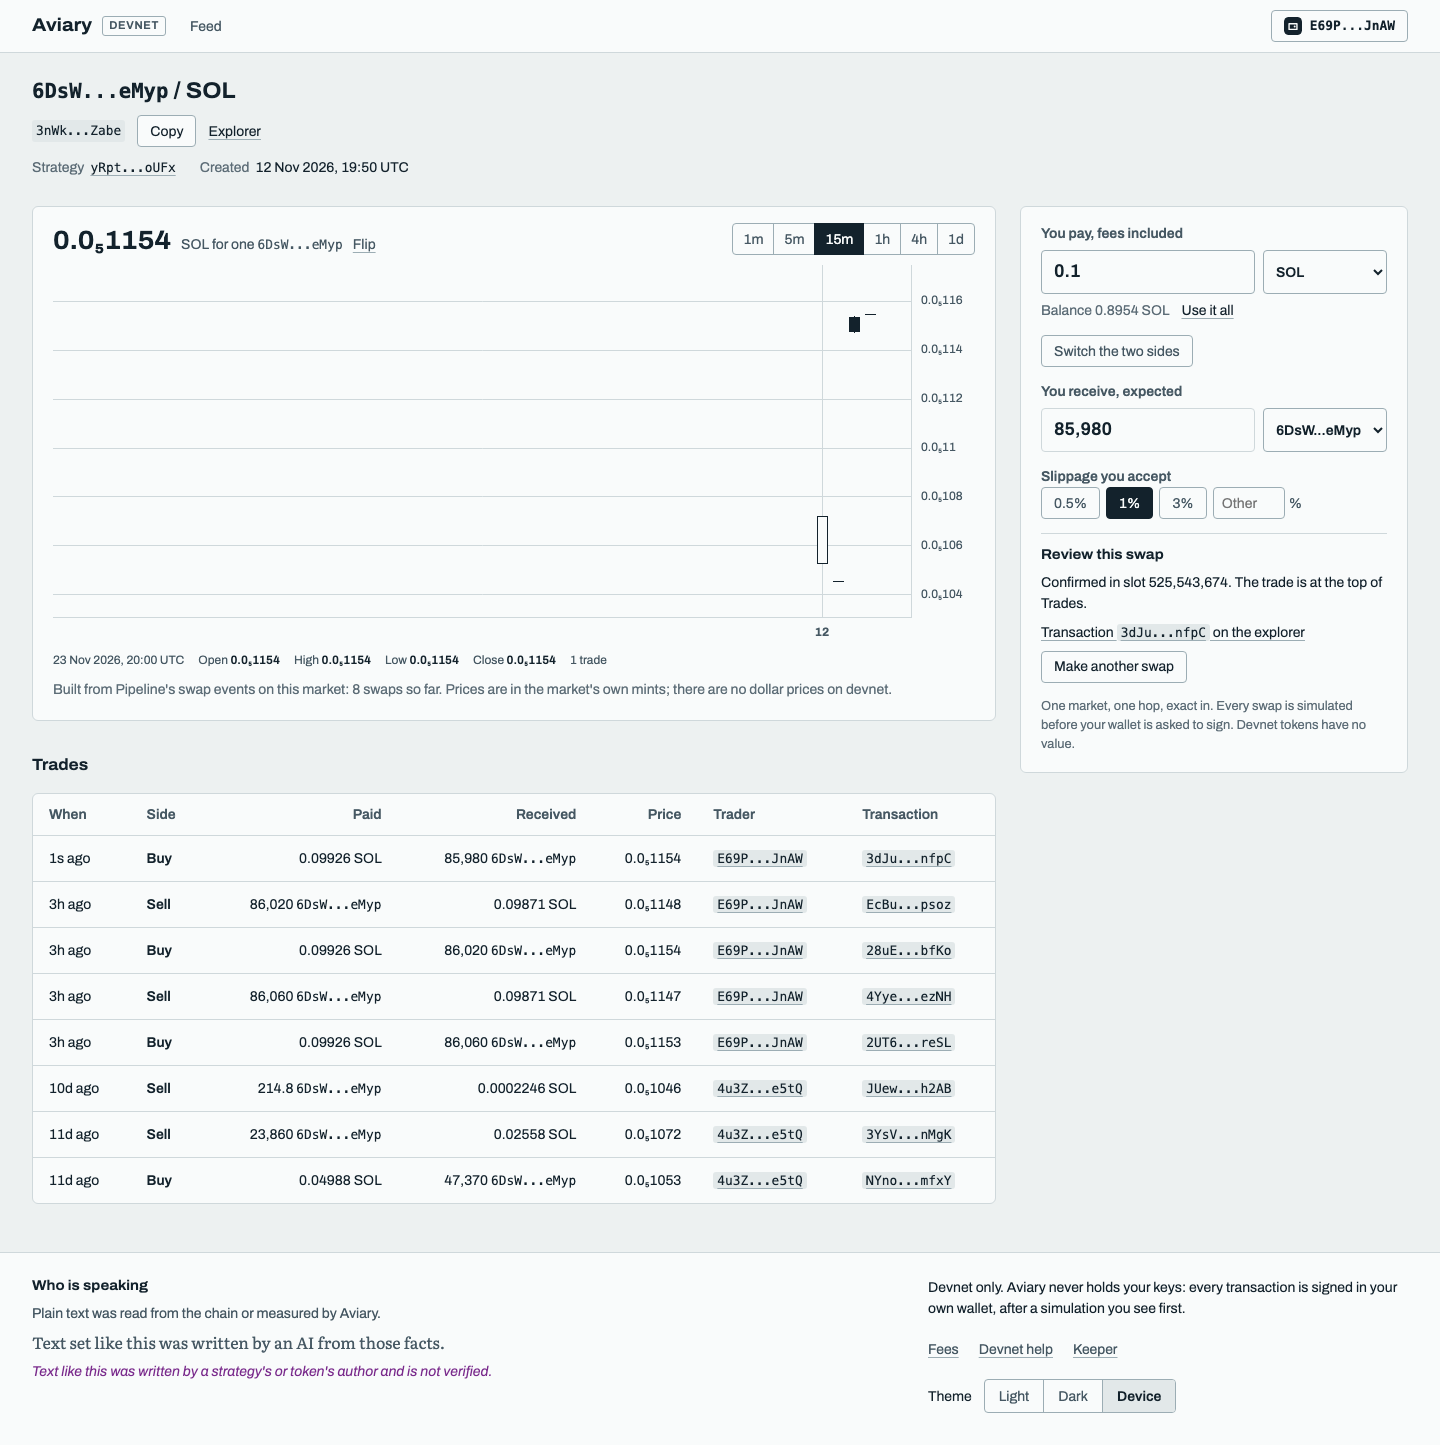 Aviary DEVNET Feed E69P...JnAW
6DsW...eMyp / SOL
3nWk...Zabe Copy Explorer
Strategy yRpt...oUFx Created 12 Nov 2026, 19:50 UTC
0.0₅1154 SOL for one 6DsW...eMyp Flip 1m 5m 15m 1h 4h 1d
0.0₅116
0.0₅114
0.0₅112
0.0₅11
0.0₅108
0.0₅106
0.0₅104
12
23 Nov 2026, 20:00 UTC Open 0.0₅1154 High 0.0₅1154 Low 0.0₅1154 Close 0.0₅1154 1 trade
Built from Pipeline's swap events on this market: 8 swaps so far. Prices are in the market's own mints; there are no dollar prices on devnet.
You pay, fees included
0.1 SOL
Balance 0.8954 SOL Use it all
Switch the two sides
You receive, expected
85,980 6DsW...eMyp
Slippage you accept
0.5% 1% 3% Other %
Review this swap
Confirmed in slot 525,543,674. The trade is at the top of
Trades.
Transaction 3dJu...nfpC on the explorer
Make another swap
One market, one hop, exact in. Every swap is simulated
before your wallet is asked to sign. Devnet tokens have no
value.
Trades
When Side Paid Received Price Trader Transaction
1s ago Buy 0.09926 SOL 85,980 6DsW...eMyp 0.0₅1154 E69P...JnAW 3dJu...nfpC
3h ago Sell 86,020 6DsW...eMyp 0.09871 SOL 0.0₅1148 E69P...JnAW EcBu...psoz
3h ago Buy 0.09926 SOL 86,020 6DsW...eMyp 0.0₅1154 E69P...JnAW 28uE...bfKo
3h ago Sell 86,060 6DsW...eMyp 0.09871 SOL 0.0₅1147 E69P...JnAW 4Yye...ezNH
3h ago Buy 0.09926 SOL 86,060 6DsW...eMyp 0.0₅1153 E69P...JnAW 2UT6...reSL
10d ago Sell 214.8 6DsW...eMyp 0.0002246 SOL 0.0₅1046 4u3Z...e5tQ JUew...h2AB
11d ago Sell 23,860 6DsW...eMyp 0.02558 SOL 0.0₅1072 4u3Z...e5tQ 3YsV...nMgK
11d ago Buy 0.04988 SOL 47,370 6DsW...eMyp 0.0₅1053 4u3Z...e5tQ NYno...mfxY
Who is speaking
Plain text was read from the chain or measured by Aviary.
Text set like this was written by an AI from those facts.
Text like this was written by a strategy's or token's author and is not verified.
Devnet only. Aviary never holds your keys: every transaction is signed in your
own wallet, after a simulation you see first.
Fees Devnet help Keeper
Theme Light Dark Device